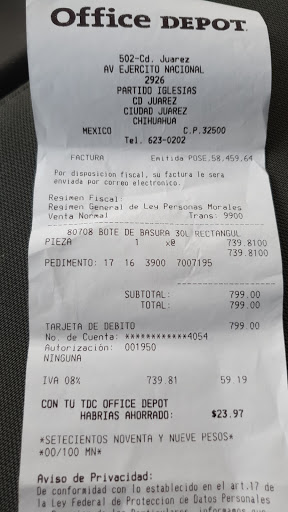 Office DEPOT
502-Cd. Juarez
AV EJERCITO NACIONAL
2926
PARTIDO IGLESIAS
CD JUAREZ
CIUDAD JUAREZ
CHIHUAHUA
MEXICO C.P.32500
Tel. 623-0202
FACTURA Emitida POSE.58.459.64
Por disposicion fiscal, su factura le sera
enviada por correo electronico.
Regimen Fiscal:
Regimen General de Ley Personas Morales
Venta Normal Trans: 9900
80708 BOTE DE BASURA 30L RECTANGUL
PIEZA 1 x@ 739.8100
739.8100
PEDIMENTO: 17 16 3900 7007195
SUBTOTAL: 799.00
TOTAL: 799.00
TARJETA DE DEBITO 799.00
No. de Cuenta: ************4054
Autorización: 001950
NINGUNA
IVA 08% 739.81 59.19
CON TU TDC OFFICE DEPOT
HABRIAS AHORRADO: $23.97
*SETECIENTOS NOVENTA Y NUEVE PESOS*
*00/100 MN*
Aviso de Privacidad:
De conformidad con lo establecido en el art.17 de
la Ley Federal de Proteccion de Datos Personales